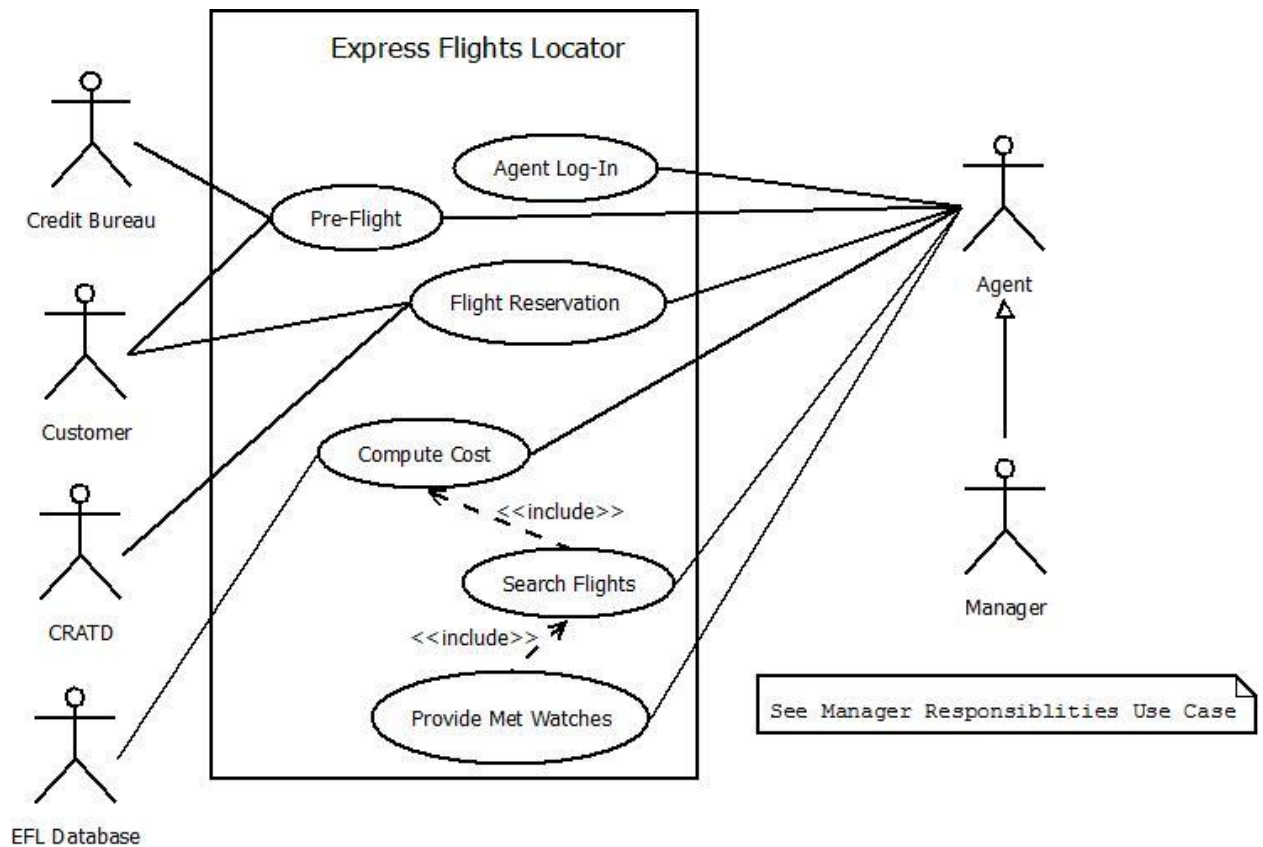 Express Flights Locator
Agent Log-In
Credit Bureau
Pre-Flight
Agent
Flight Reservation
Customer
Compute Cost
<<include>>
Search Flights
Manager
CRATD
<<include>>
See Manager Responsiblities Use Case
Provide Met Watches
EFL Database